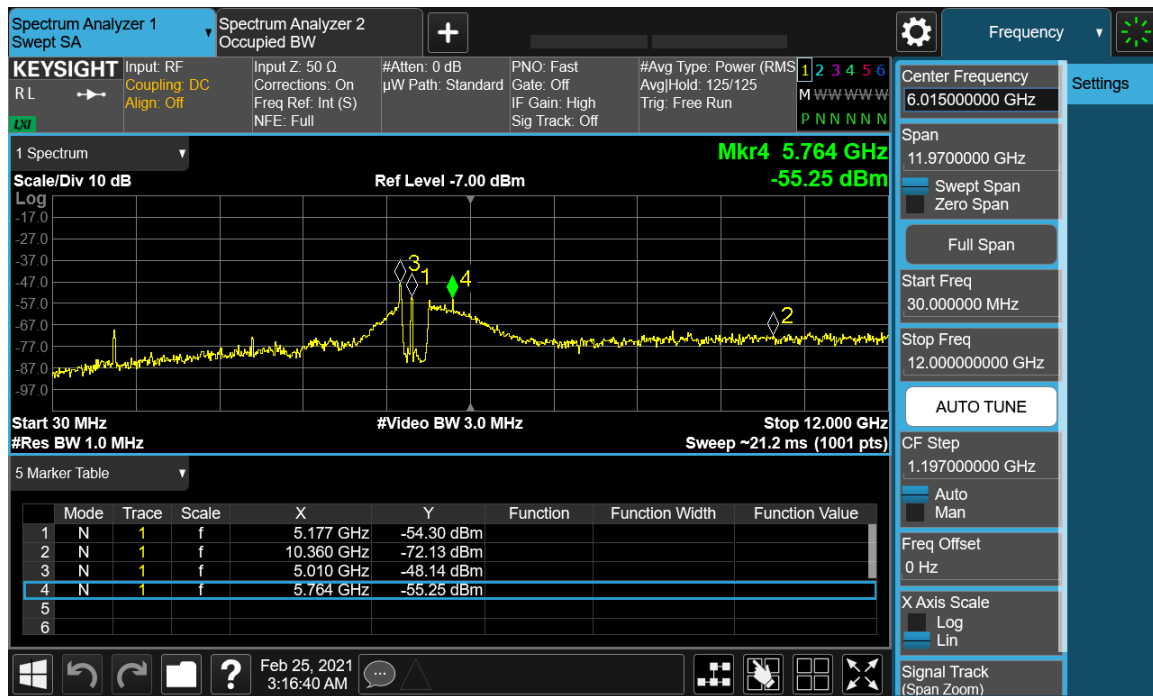 Spectrum Analyzer 1
Swept SA
Spectrum Analyzer 2
Occupied BW
+
Frequency
KEYSIGHT
RL
LXI
Input: RF
Coupling: DC
Align: Off
Input Z: 50 Ω
Corrections: On
Freq Ref: Int (S)
NFE: Full
#Atten: 0 dB
µW Path: Standard
PNO: Fast
Gate: Off
IF Gain: High
Sig Track: Off
#Avg Type: Power (RMS
Avg|Hold: 125/125
Trig: Free Run
1 2 3 4 5 6
M W W W W W
P N N N N N
1 Spectrum
Mkr4 5.764 GHz
-55.25 dBm
Scale/Div 10 dB
Ref Level -7.00 dBm
Log
-17.0
-27.0
-37.0
-47.0
-57.0
-67.0
-77.0
-87.0
-97.0
3
1
4
2
Start 30 MHz
#Video BW 3.0 MHz
Stop 12.000 GHz
#Res BW 1.0 MHz
Sweep ~21.2 ms (1001 pts)
5 Marker Table
Mode Trace Scale X Y Function Function Width Function Value
1 N 1 f 5.177 GHz -54.30 dBm
2 N 1 f 10.360 GHz -72.13 dBm
3 N 1 f 5.010 GHz -48.14 dBm
4 N 1 f 5.764 GHz -55.25 dBm
5
6
?
Feb 25, 2021
3:16:40 AM
Center Frequency
6.015000000 GHz
Span
11.9700000 GHz
Swept Span
Zero Span
Full Span
Start Freq
30.000000 MHz
Stop Freq
12.000000000 GHz
AUTO TUNE
CF Step
1.197000000 GHz
Auto
Man
Freq Offset
0 Hz
X Axis Scale
Log
Lin
Signal Track
(Span Zoom)
Settings